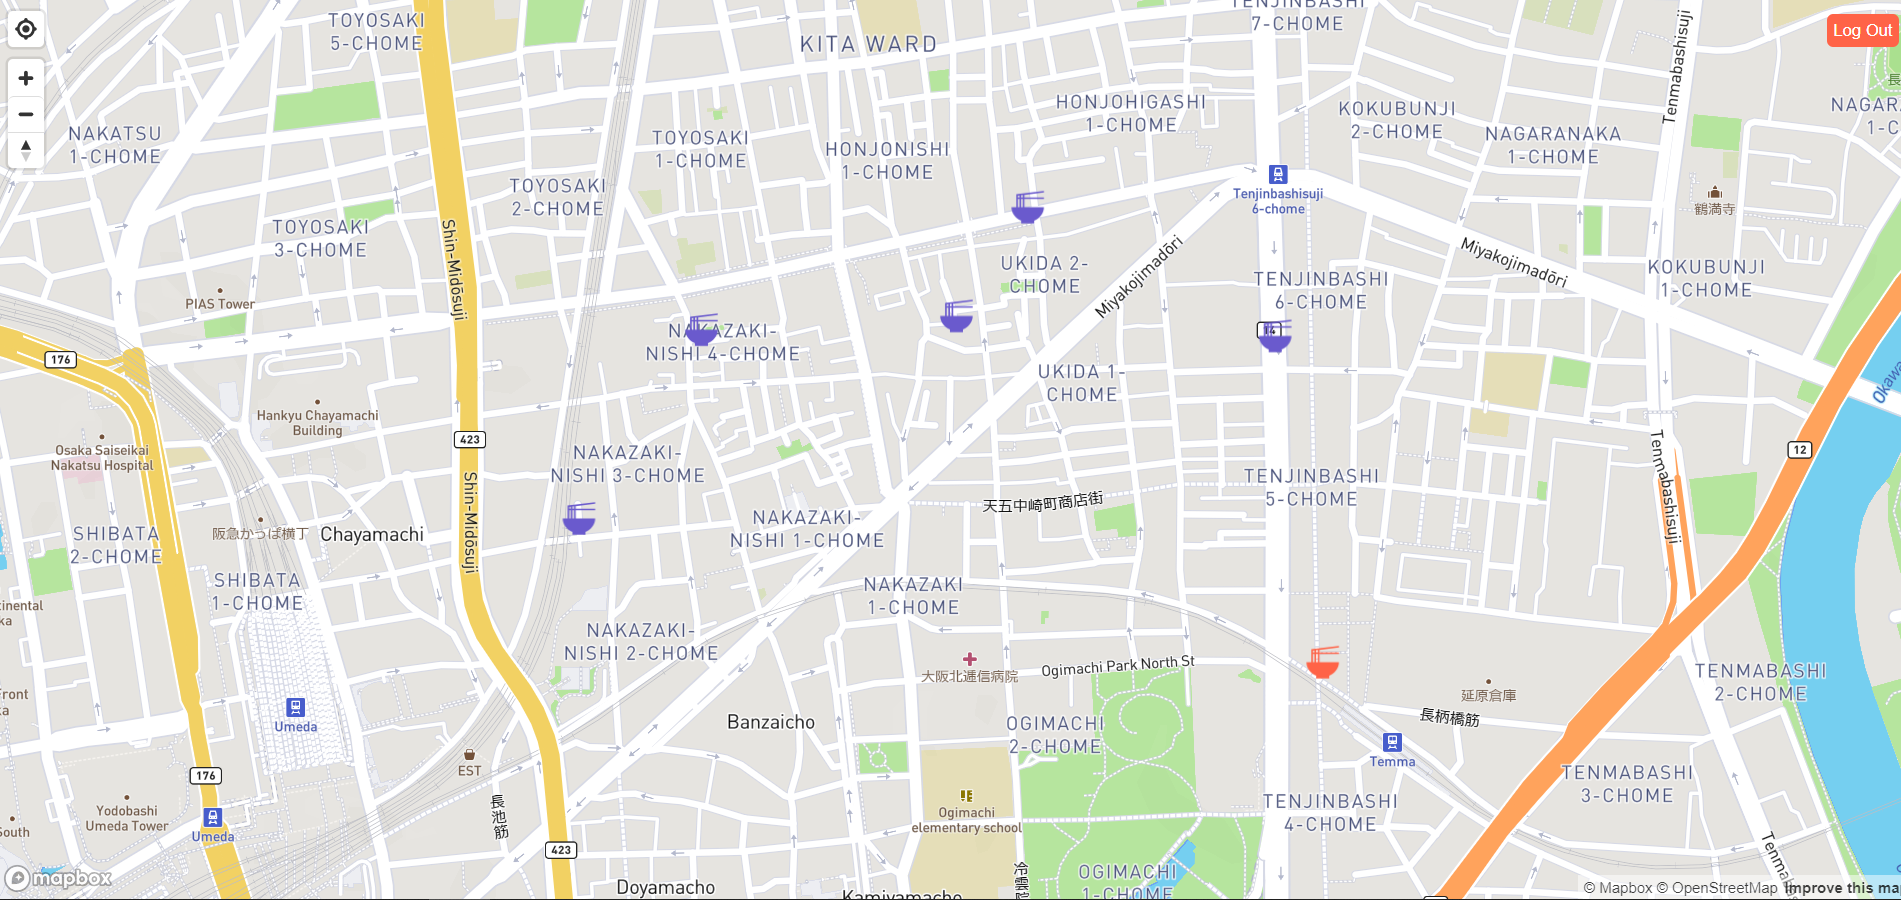 TOYOSAKI
5-CHOME
KITA WARD
TENJINBASHI
7-CHOME
Log Out
Tenmabashisuji
NAKATSU
1-CHOME
TOYOSAKI
1-CHOME
HONJONISHI
1-CHOME
HONJOHIGASHI
1-CHOME
KOKUBUNJI
2-CHOME
NAGARANAKA
1-CHOME
TOYOSAKI
2-CHOME
TOYOSAKI
3-CHOME
Tenjinbashisuji
6-chome
鶴満寺
Shin-Midōsuji
UKIDA 2-
CHOME
Miyakojimadōri
TENJINBASHI
6-CHOME
Miyakojimadōri
KOKUBUNJI
1-CHOME
PIAS Tower
176
NAKAZAKI-
NISHI 4-CHOME
14
UKIDA 1-
CHOME
Hankyu Chayamachi
Building
423
12
Osaka Saiseikai
Nakatsu Hospital
NAKAZAKI-
NISHI 3-CHOME
TENJINBASHI
5-CHOME
Tenmabashisuji
Shin-Midōsuji
天五中崎町商店街
SHIBATA
2-CHOME
阪急かっぱ横丁
Chayamachi
NAKAZAKI-
NISHI 1-CHOME
SHIBATA
1-CHOME
NAKAZAKI
1-CHOME
NAKAZAKI-
NISHI 2-CHOME
大阪北逓信病院
Ogimachi Park North St
延原倉庫
長柄橋筋
TENMABASHI
2-CHOME
Umeda
Banzaicho
OGIMACHI
2-CHOME
Temma
EST
176
TENMABASHI
3-CHOME
Yodobashi
Umeda Tower
Umeda
長池筋
Ogimachi
elementary school
TENJINBASHI
4-CHOME
South
423
Doyamacho
OGIMACHI
1-CHOME
mapbox
© Mapbox © OpenStreetMap Improve this ma